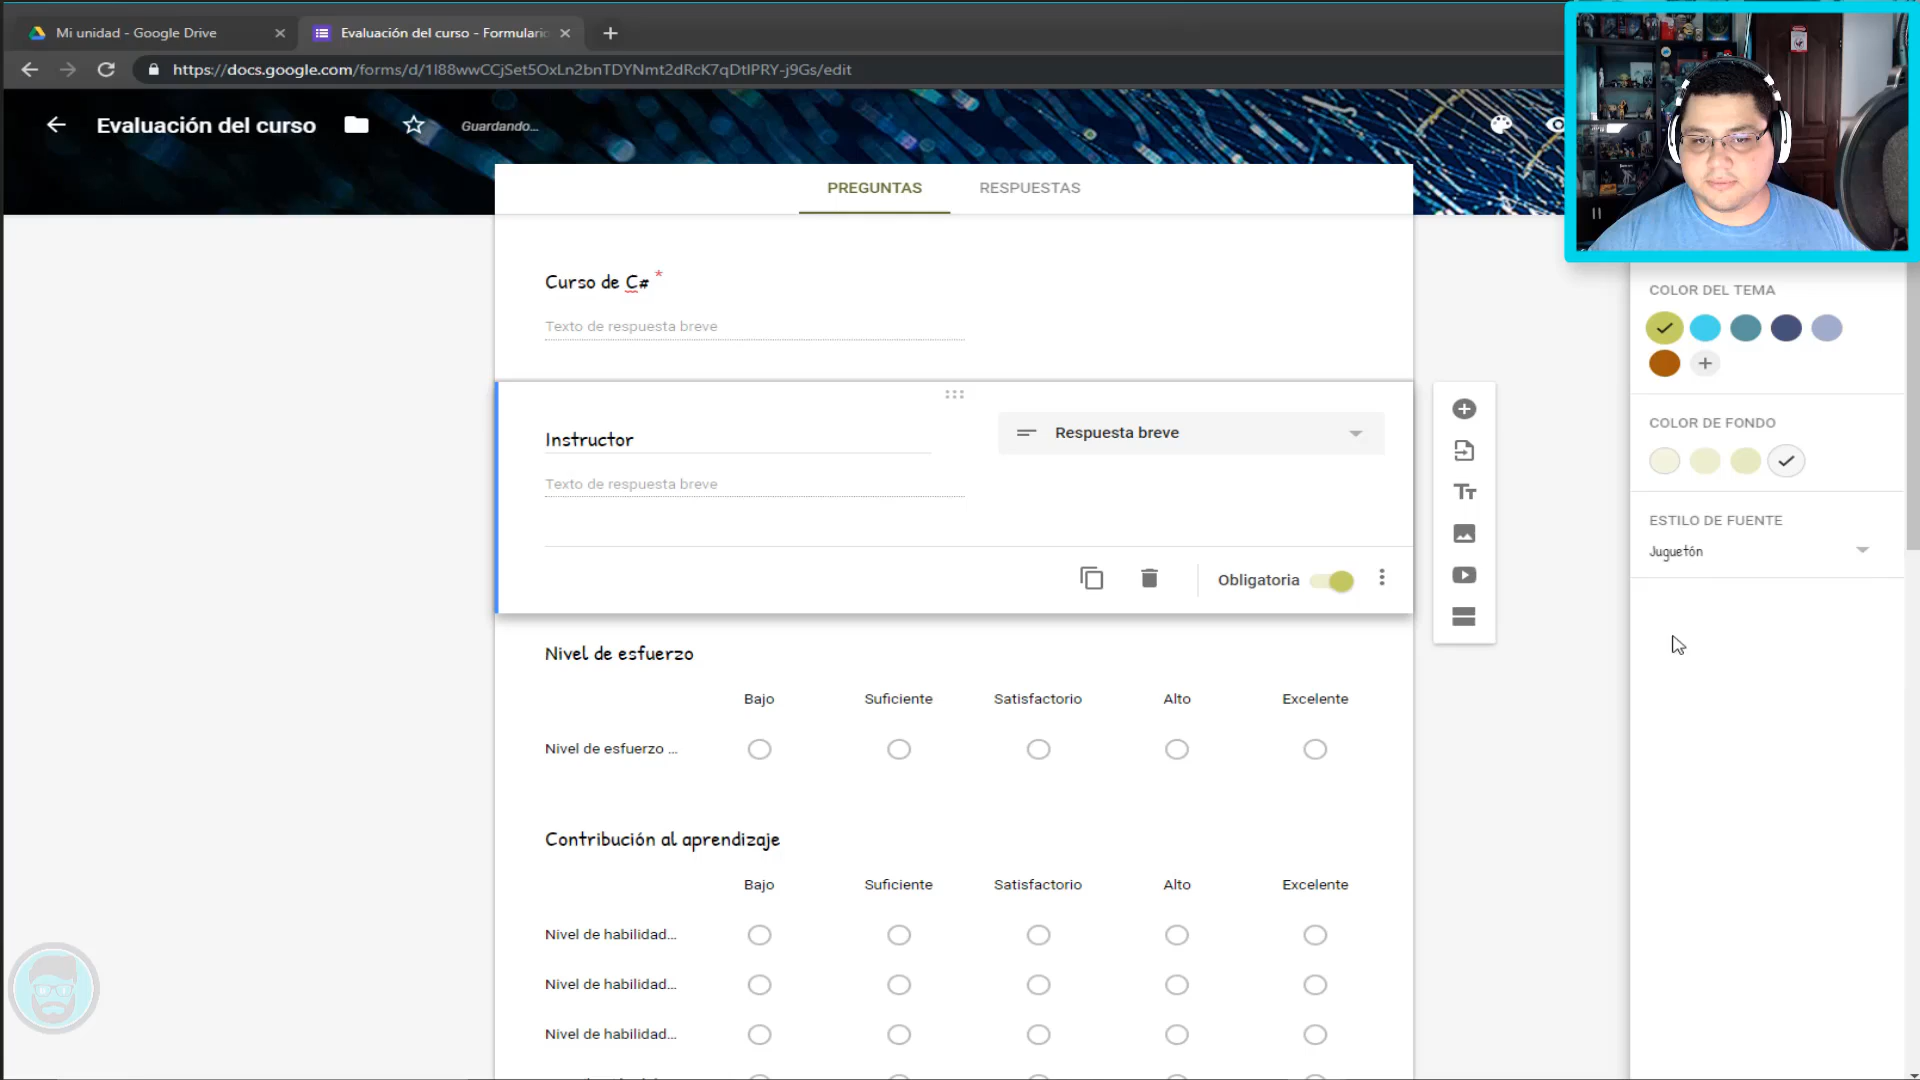 Mi unidad - Google Drive
Evaluación del curso - Formulario
https://docs.google.com/forms/d/1I88wwCCjSet5OxLn2bnTDYNmt2dRcK7qDtlPRY-j9Gs/edit
Evaluación del curso
Guardando...
PREGUNTAS
RESPUESTAS
Curso de C# *
Texto de respuesta breve
Instructor
Respuesta breve
Texto de respuesta breve
Obligatoria
Nivel de esfuerzo
Bajo Suficiente Satisfactorio Alto Excelente
Nivel de esfuerzo ...
Contribución al aprendizaje
Bajo Suficiente Satisfactorio Alto Excelente
Nivel de habilidad...
Nivel de habilidad...
Nivel de habilidad...
COLOR DEL TEMA
COLOR DE FONDO
ESTILO DE FUENTE
Juguetón